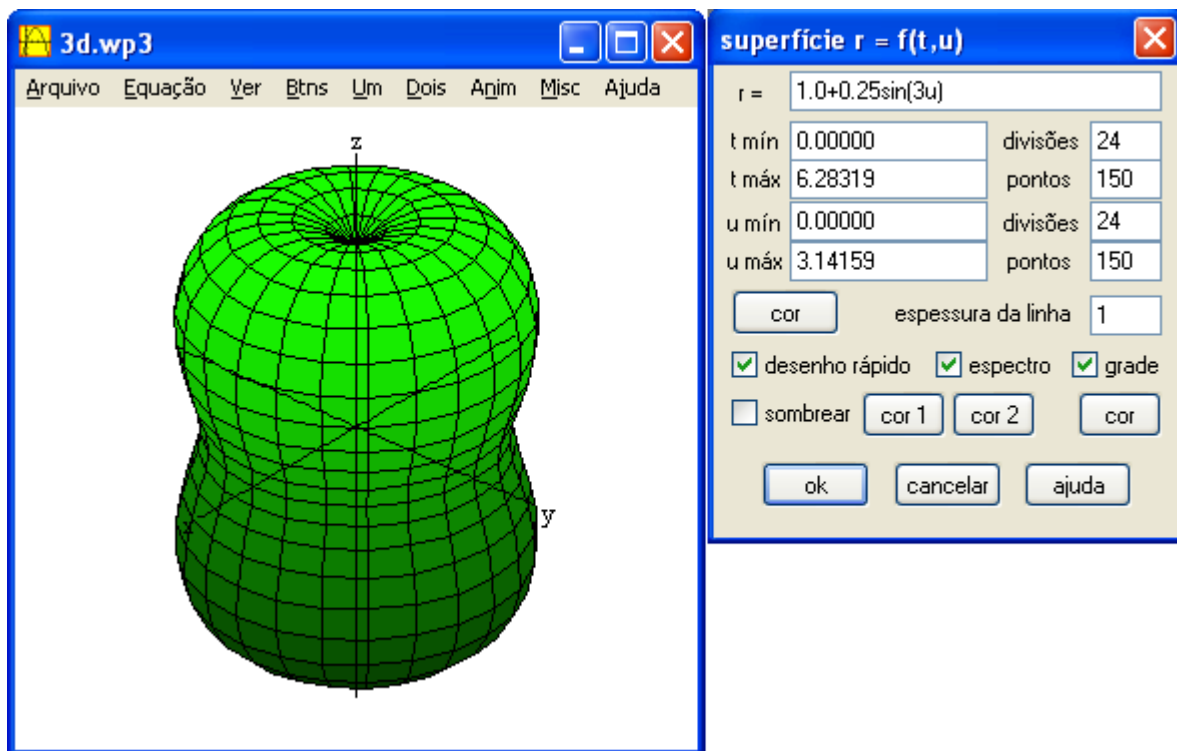 3d.wp3
Arquivo Equação Ver Btns Um Dois Anim Misc Ajuda
z
y
x
superfície r = f(t,u)
r = 1.0+0.25sin(3u)
t mín 0.00000 divisões 24
t máx 6.28319 pontos 150
u mín 0.00000 divisões 24
u máx 3.14159 pontos 150
cor espessura da linha 1
desenho rápido espectro grade
sombrear cor 1 cor 2 cor
ok cancelar ajuda